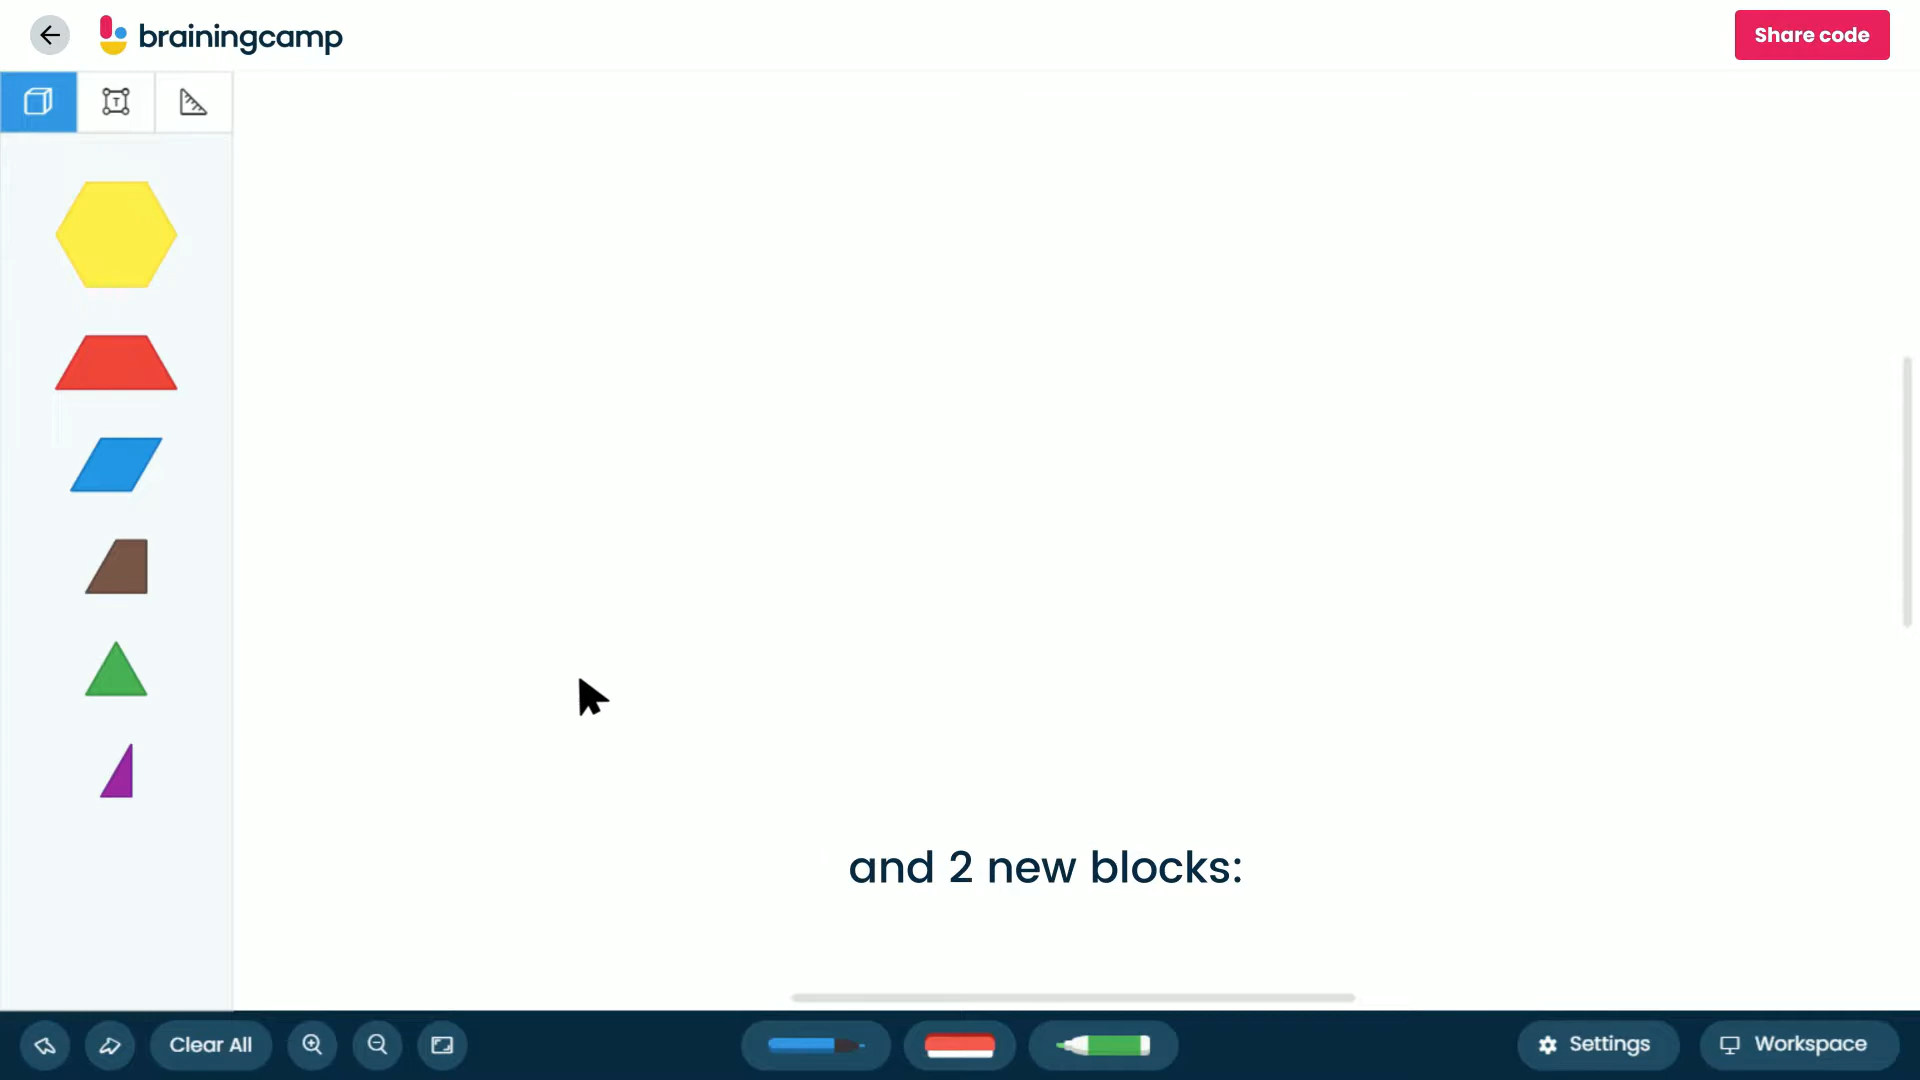 brainingcamp
Share code
T
and 2 new blocks:
Clear All
Settings
Workspace